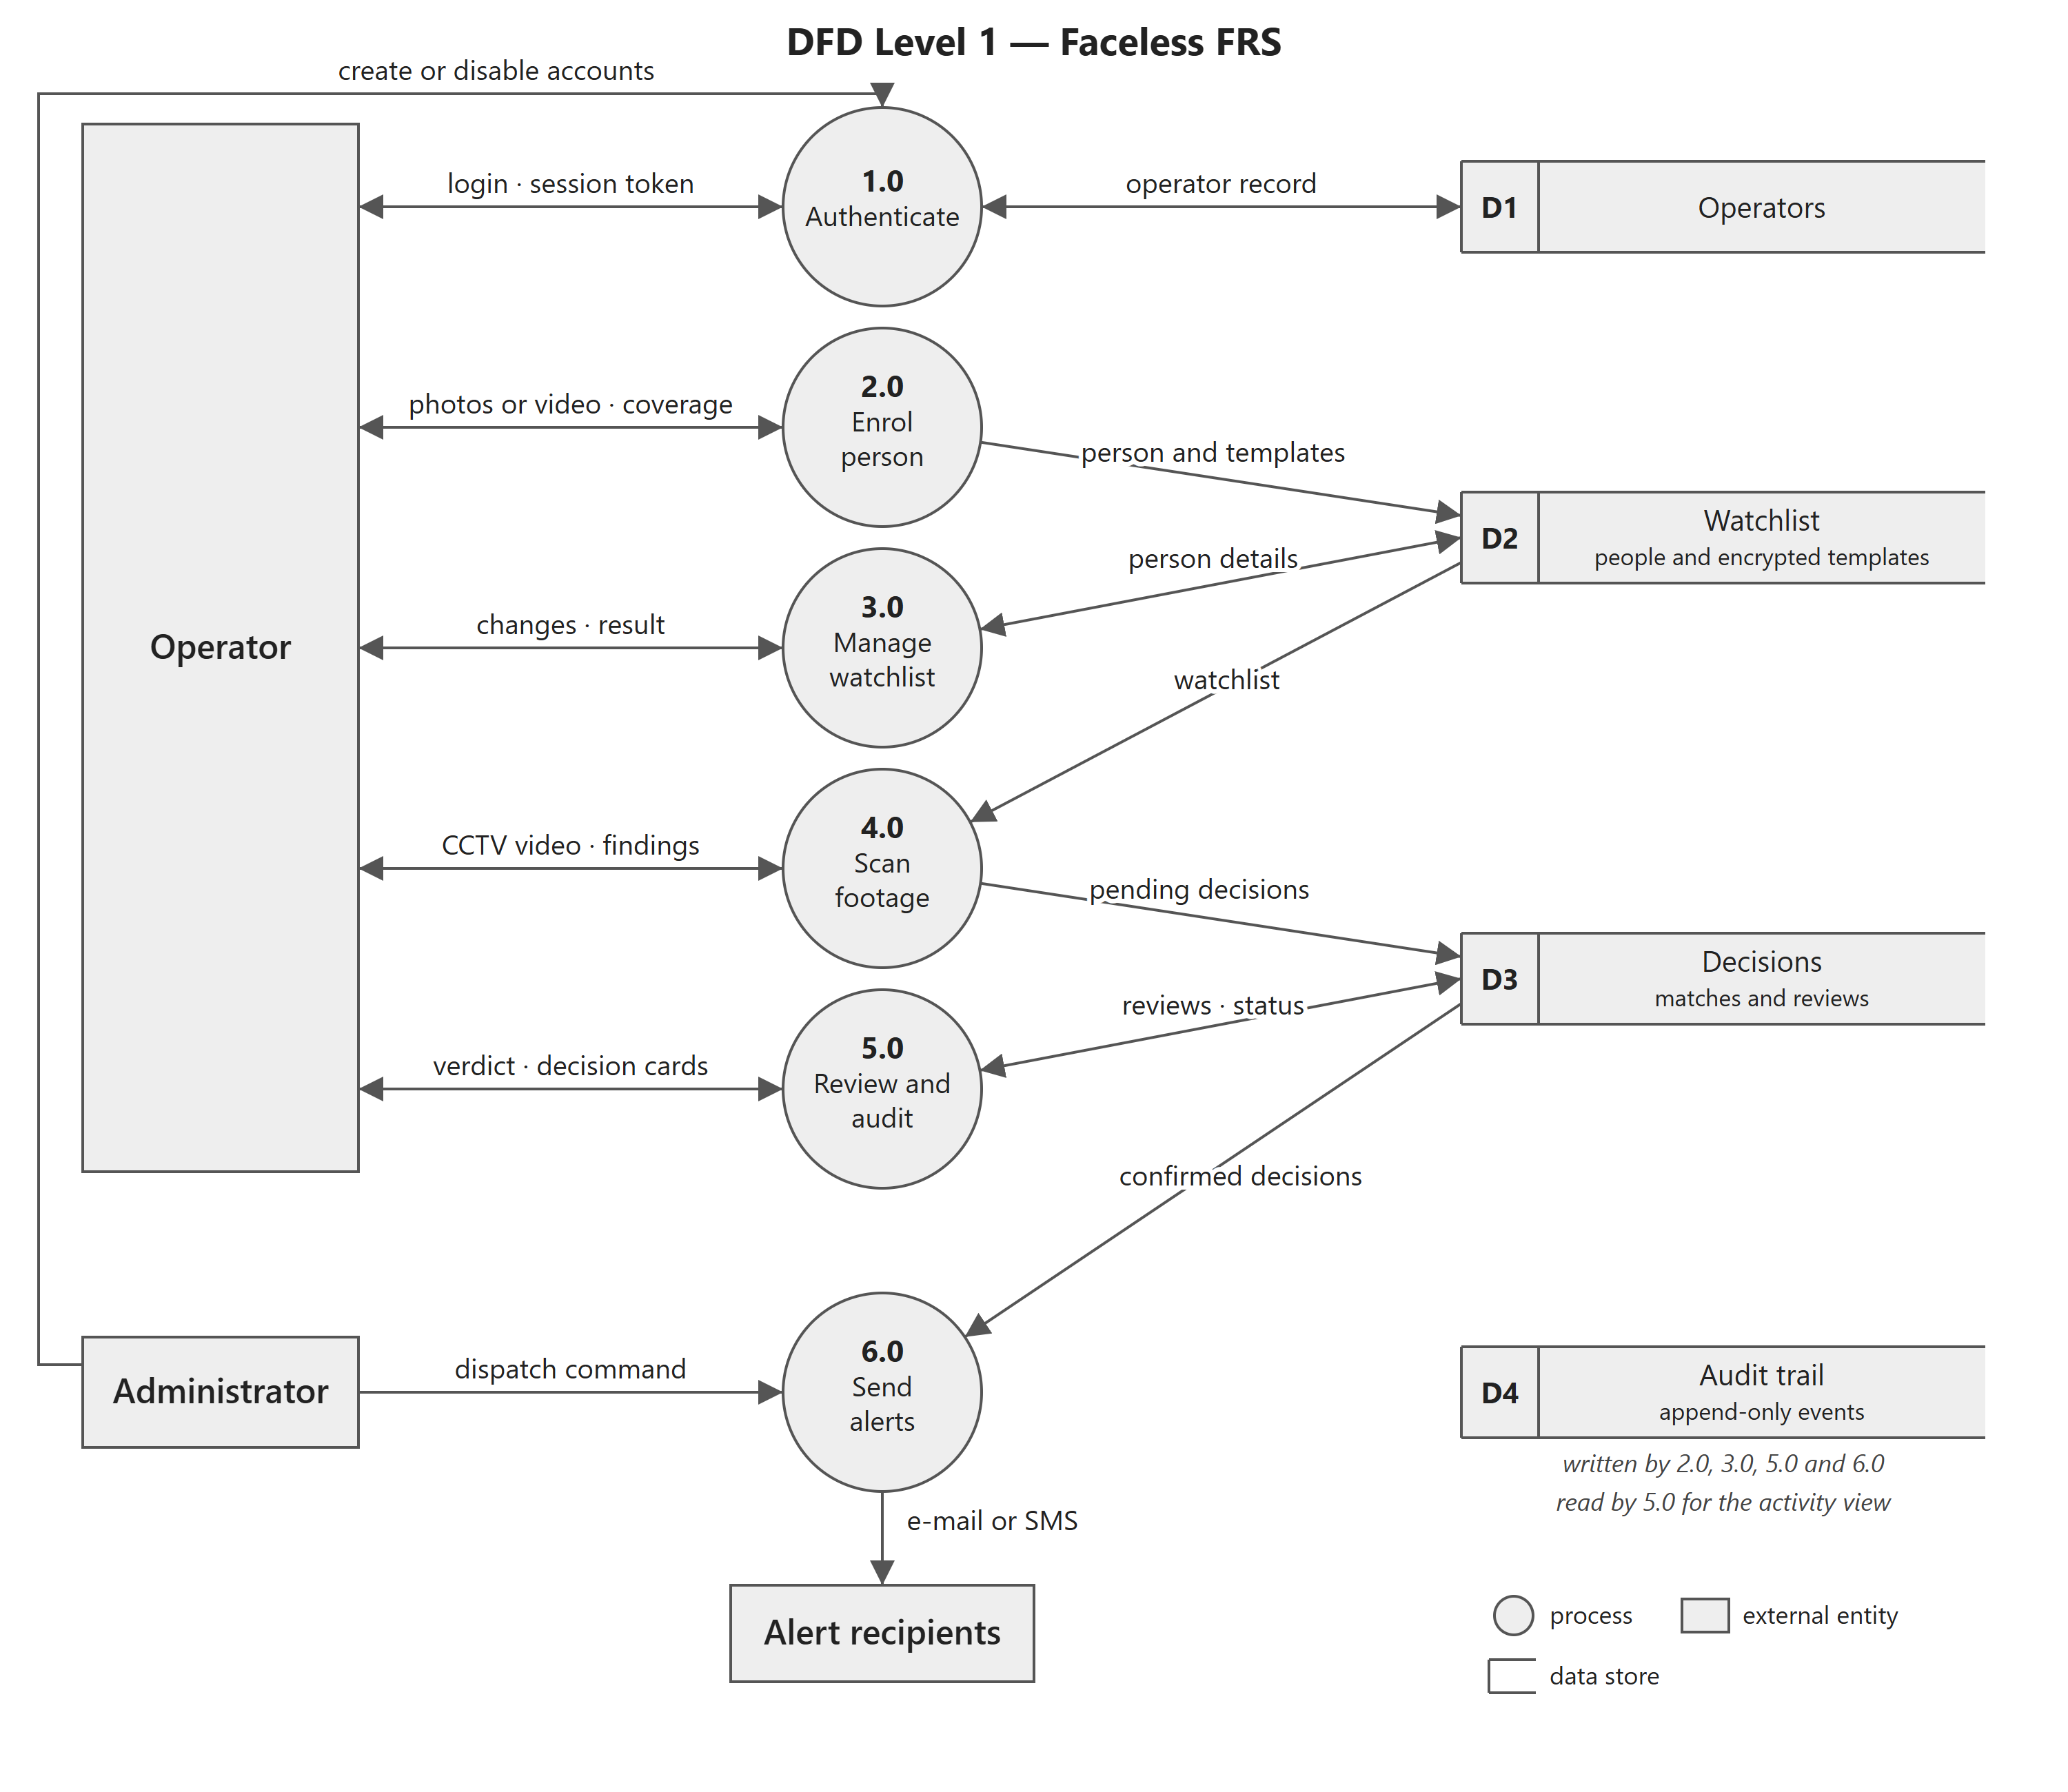 DFD Level 1 — Faceless FRS
create or disable accounts
login · session token
1.0
Authenticate
operator record
D1
Operators
photos or video · coverage
2.0
Enrol
person
person and templates
D2
Watchlist
people and encrypted templates
person details
Operator
changes · result
3.0
Manage
watchlist
watchlist
CCTV video · findings
4.0
Scan
footage
pending decisions
D3
Decisions
matches and reviews
reviews · status
verdict · decision cards
5.0
Review and
audit
confirmed decisions
Administrator
dispatch command
6.0
Send
alerts
D4
Audit trail
append-only events
written by 2.0, 3.0, 5.0 and 6.0
read by 5.0 for the activity view
e-mail or SMS
Alert recipients
process
external entity
data store